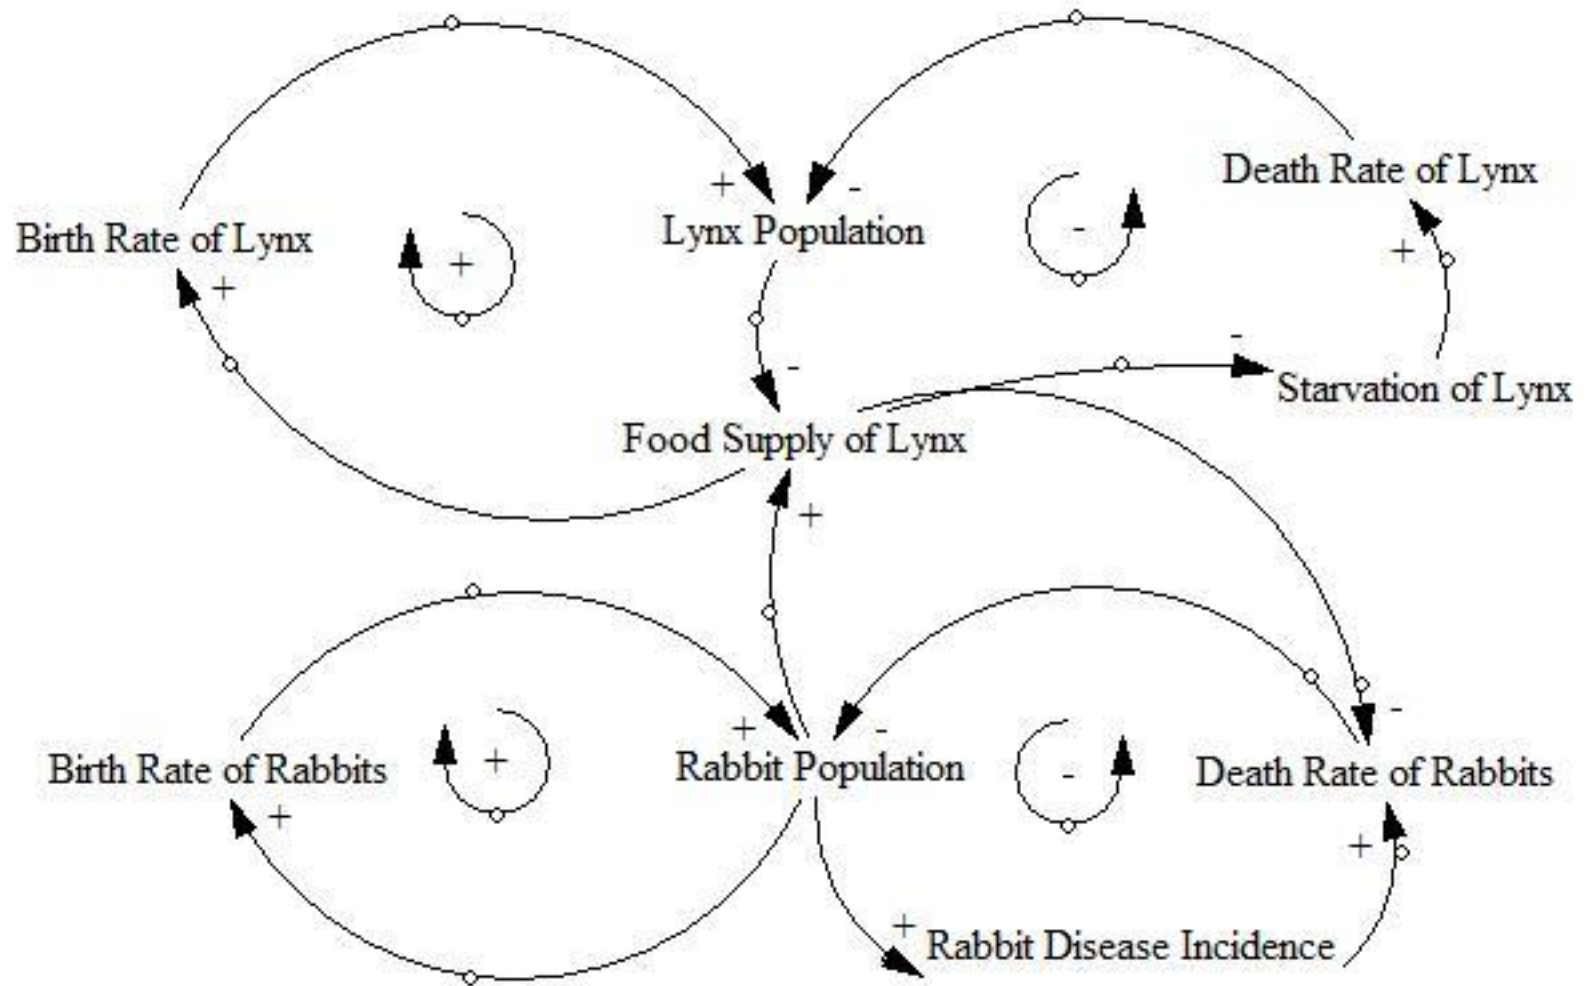 +
-
Death Rate of Lynx
Birth Rate of Lynx
Lynx Population
+
-
+
+
-
-
Starvation of Lynx
Food Supply of Lynx
+
+
-
-
Birth Rate of Rabbits
+
Rabbit Population
-
Death Rate of Rabbits
+
+
+
Rabbit Disease Incidence